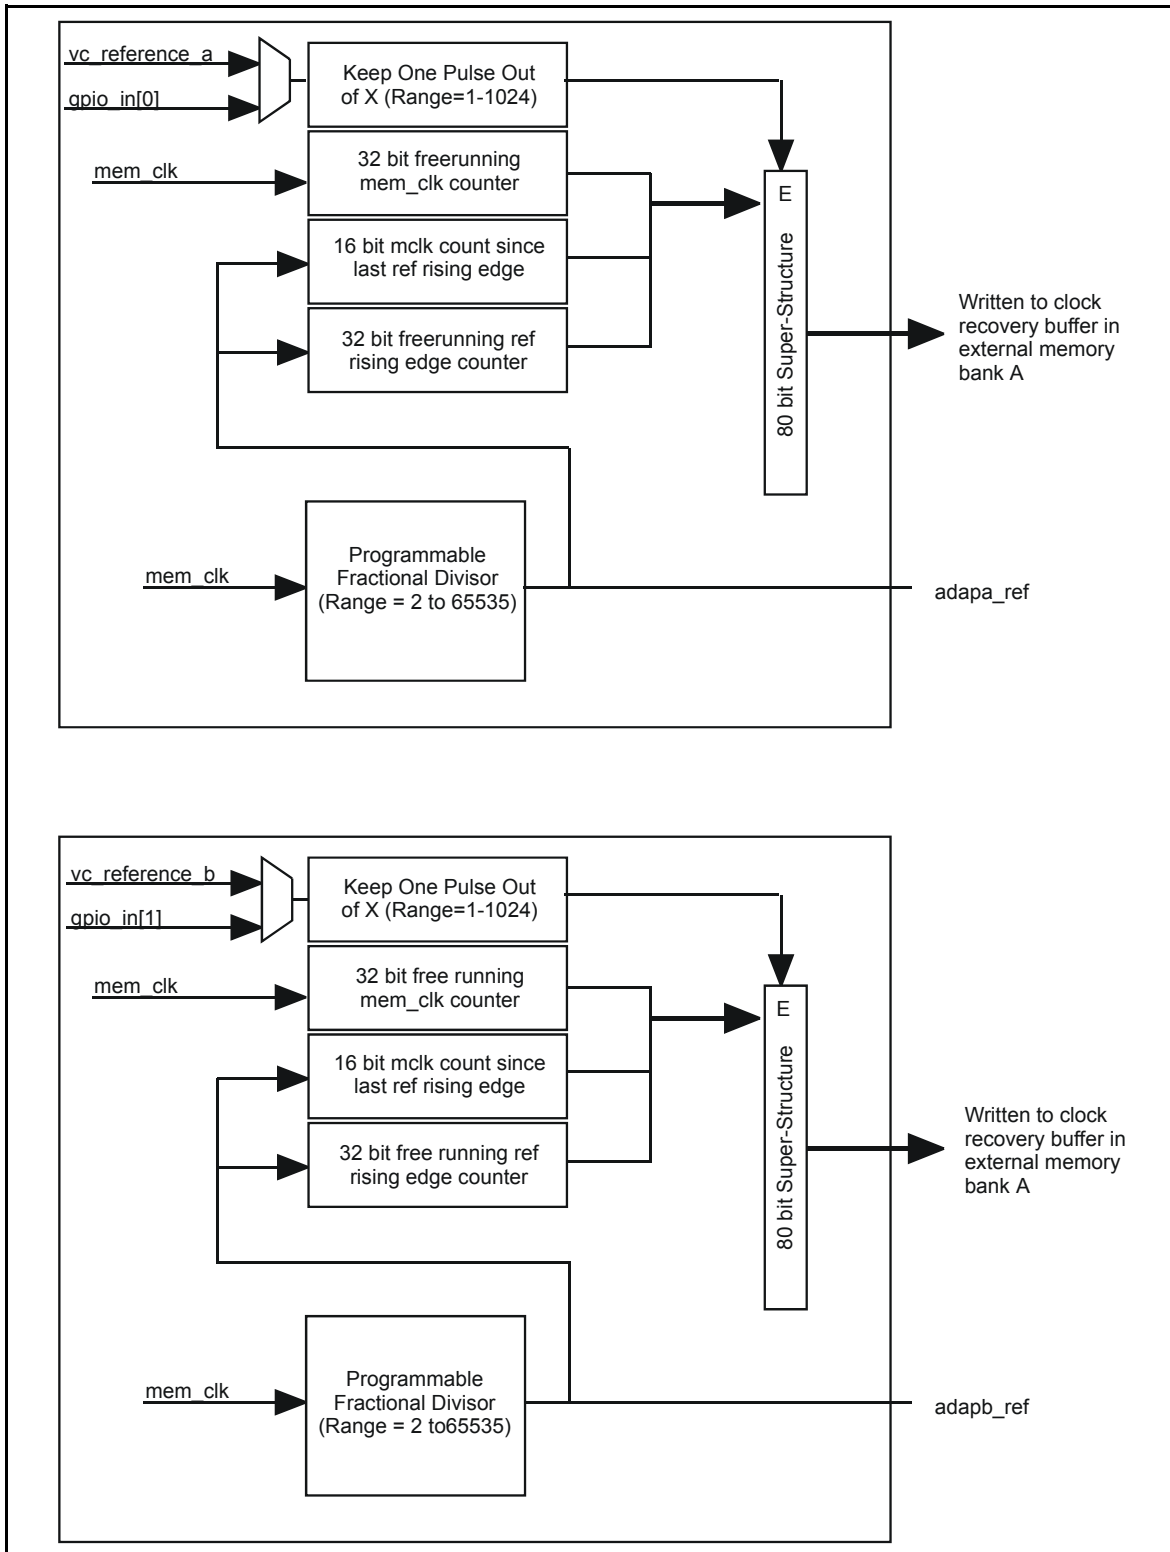 vc_reference_a
gpio_in[0]
Keep One Pulse Out
of X (Range=1-1024)
mem_clk
32 bit freerunning
mem_clk counter
16 bit mclk count since
last ref rising edge
32 bit freerunning ref
rising edge counter
E
80 bit Super-Structure
Written to clock
recovery buffer in
external memory
bank A
mem_clk
Programmable
Fractional Divisor
(Range = 2 to 65535)
adapa_ref
vc_reference_b
gpio_in[1]
Keep One Pulse Out
of X (Range=1-1024)
mem_clk
32 bit free running
mem_clk counter
16 bit mclk count since
last ref rising edge
32 bit free running ref
rising edge counter
E
80 bit Super-Structure
Written to clock
recovery buffer in
external memory
bank A
mem_clk
Programmable
Fractional Divisor
(Range = 2 to65535)
adapb_ref